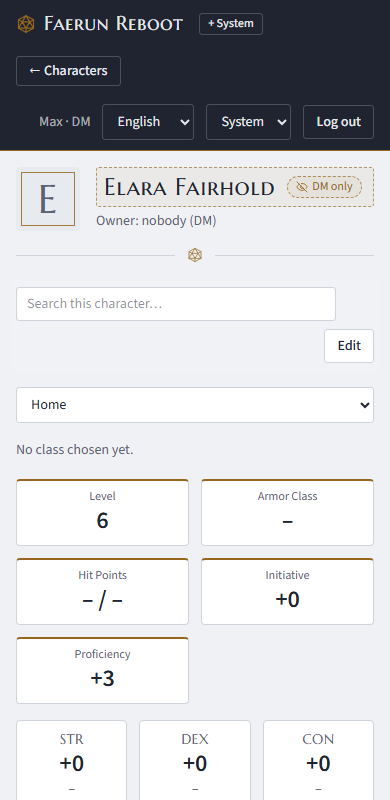 Faerun Reboot + System
← Characters
Max · DM English System Log out
E
Elara Fairhold DM only
Owner: nobody (DM)
Search this character…
Edit
Home
No class chosen yet.
Level Armor Class
6 –
Hit Points Initiative
– / – +0
Proficiency
+3
STR DEX CON
+0 +0 +0
– – –